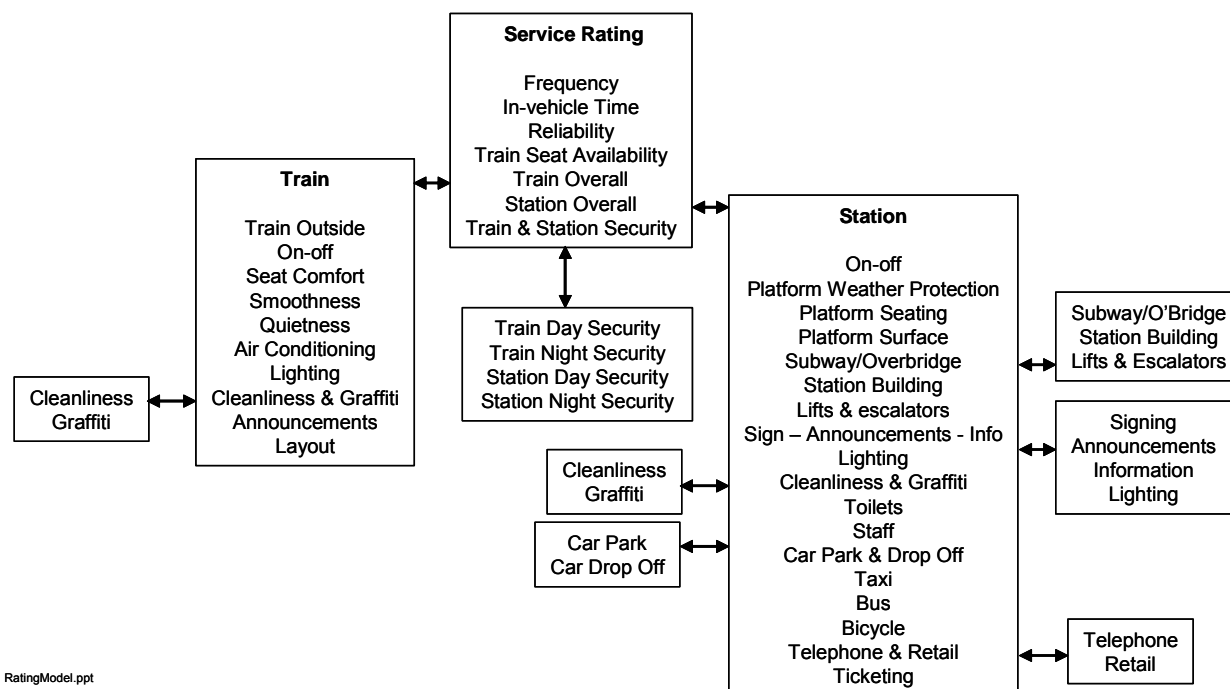 Service Rating
Frequency
In-vehicle Time
Reliability
Train Seat Availability
Train Overall
Station Overall
Train & Station Security
Train
Train Outside
On-off
Seat Comfort
Smoothness
Quietness
Air Conditioning
Lighting
Cleanliness & Graffiti
Announcements
Layout
Cleanliness
Graffiti
Train Day Security
Train Night Security
Station Day Security
Station Night Security
Station
On-off
Platform Weather Protection
Platform Seating
Platform Surface
Subway/Overbridge
Station Building
Lifts & escalators
Sign – Announcements - Info
Lighting
Cleanliness & Graffiti
Toilets
Staff
Car Park & Drop Off
Taxi
Bus
Bicycle
Telephone & Retail
Ticketing
Cleanliness
Graffiti
Car Park
Car Drop Off
Subway/O'Bridge
Station Building
Lifts & Escalators
Signing
Announcements
Information
Lighting
Telephone
Retail
RatingModel.ppt